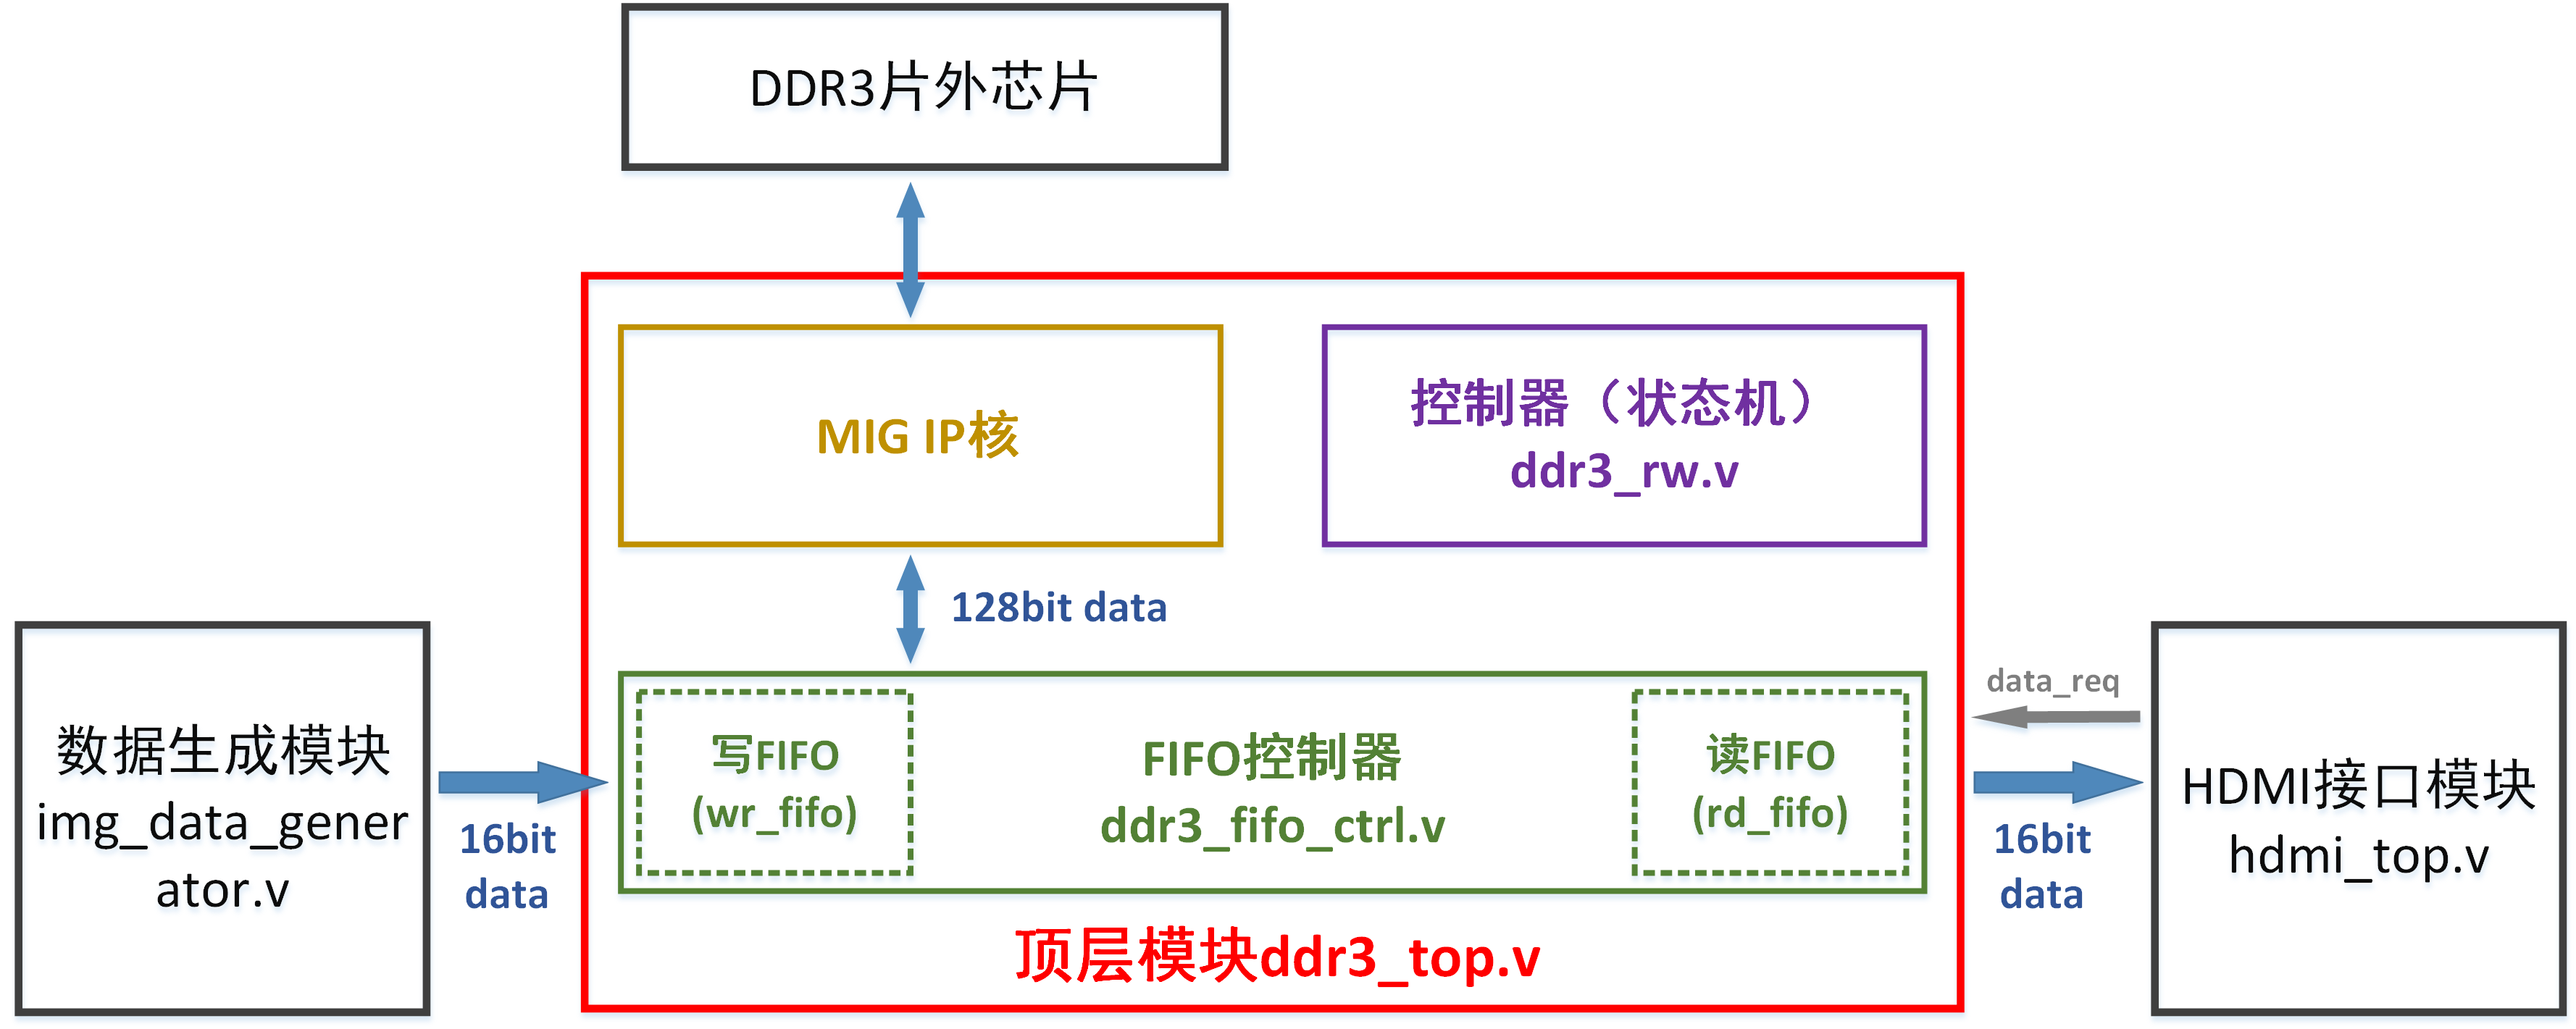 DDR3片外芯片
MIG IP核
控制器（状态机）
ddr3_rw.v
128bit data
数据生成模块
img_data_gener
ator.v
16bit
data
写FIFO
(wr_fifo)
FIFO控制器
ddr3_fifo_ctrl.v
读FIFO
(rd_fifo)
data_req
16bit
data
HDMI接口模块
hdmi_top.v
顶层模块ddr3_top.v